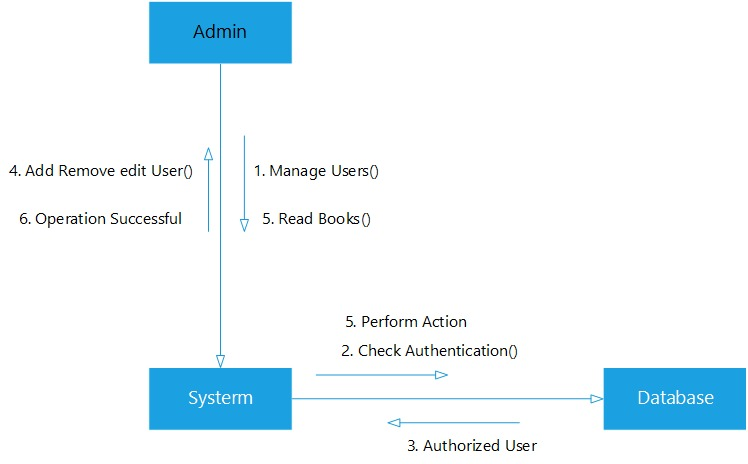 Admin
4. Add Remove edit User()
1. Manage Users()
6. Operation Successful
5. Read Books()
5. Perform Action
2. Check Authentication()
Systerm
Database
3. Authorized User